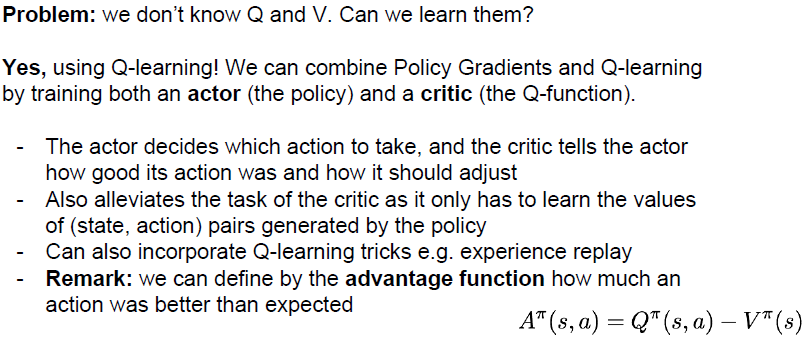 Problem: we don't know Q and V. Can we learn them?
Yes, using Q-learning! We can combine Policy Gradients and Q-learning
by training both an actor (the policy) and a critic (the Q-function).
- The actor decides which action to take, and the critic tells the actor
how good its action was and how it should adjust
- Also alleviates the task of the critic as it only has to learn the values
of (state, action) pairs generated by the policy
- Can also incorporate Q-learning tricks e.g. experience replay
- Remark: we can define by the advantage function how much an
action was better than expected
A^π(s, a) = Q^π(s, a) − V^π(s)